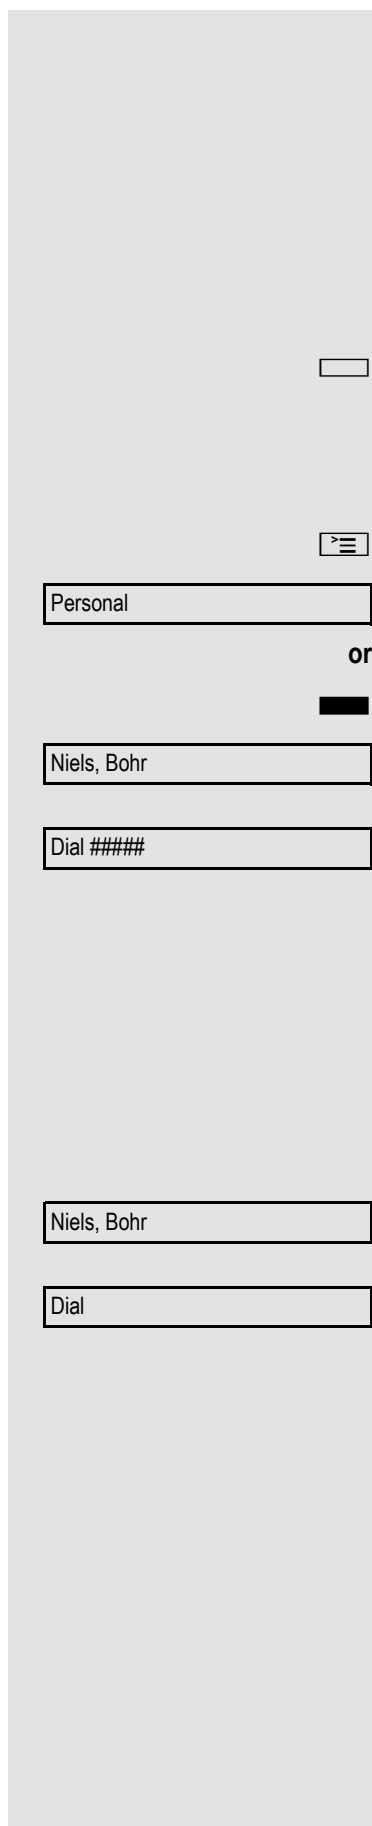 Personal
or
Niels, Bohr
Dial #####
Niels, Bohr
Dial